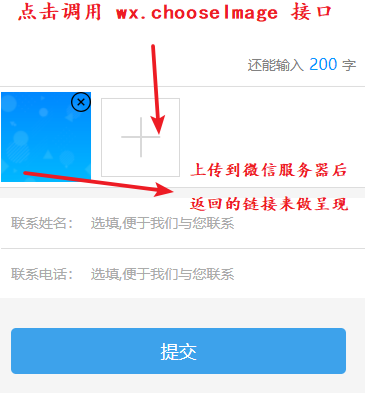 点击调用 wx.chooseImage 接口
还能输入 200 字
上传到微信服务器后
返回的链接来做呈现
联系姓名: 选填,便于我们与您联系
联系电话: 选填,便于我们与您联系
提交